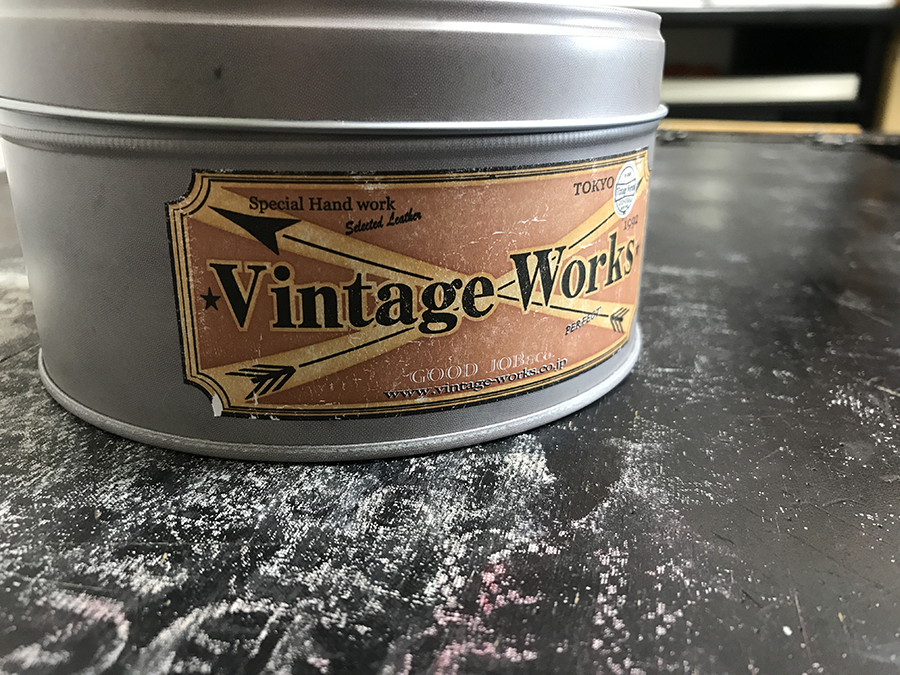 Special Hand work
Selected Leather
TOKYO
Vintage Works
PERFECT
GOOD JOB&Co.
www.vintage-works.co.jp